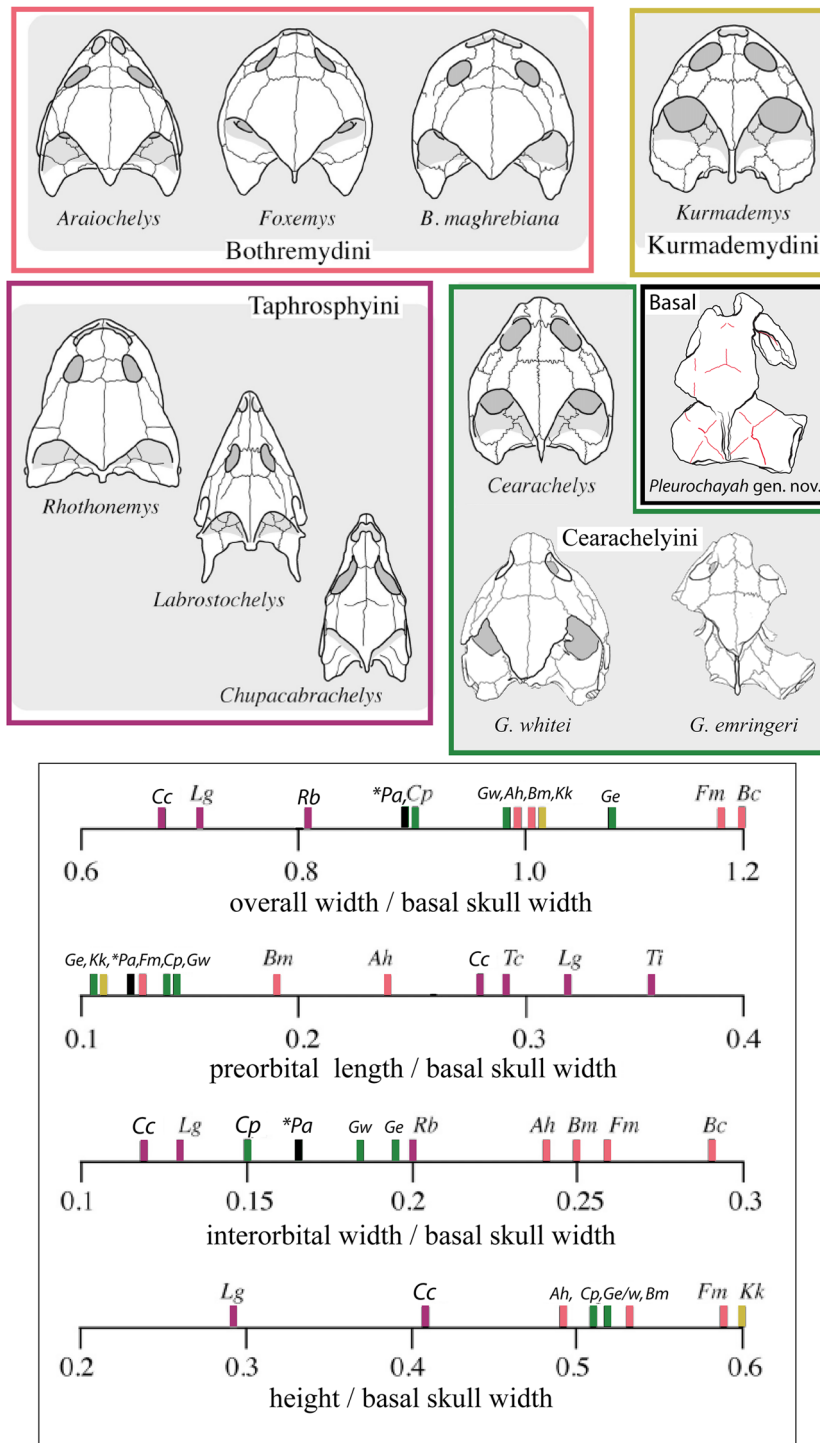 Araiochelys Foxemys B. maghrebiana
Bothremydini
Kurmademys
Kurmademydini
Taphrosphyini
Rhothonemys
Labrostochelys
Chupacabrachelys
Cearachelys
Basal
Pleurochayah gen. nov.
Cearachelyini
G. whitei G. emringeri
Cc Lg Rb *Pa,Cp Gw,Ah,Bm,Kk Ge Fm Bc
0.6 0.8 1.0 1.2
overall width / basal skull width
Ge,Kk,*Pa,Fm,Cp,Gw Bm Ah Cc Tc Lg Ti
0.1 0.2 0.3 0.4
preorbital length / basal skull width
Cc Lg Cp *Pa Gw Ge Rb Ah Bm Fm Bc
0.1 0.15 0.2 0.25 0.3
interorbital width / basal skull width
Lg Cc Ah, Cp,Ge/w,Bm Fm Kk
0.2 0.3 0.4 0.5 0.6
height / basal skull width